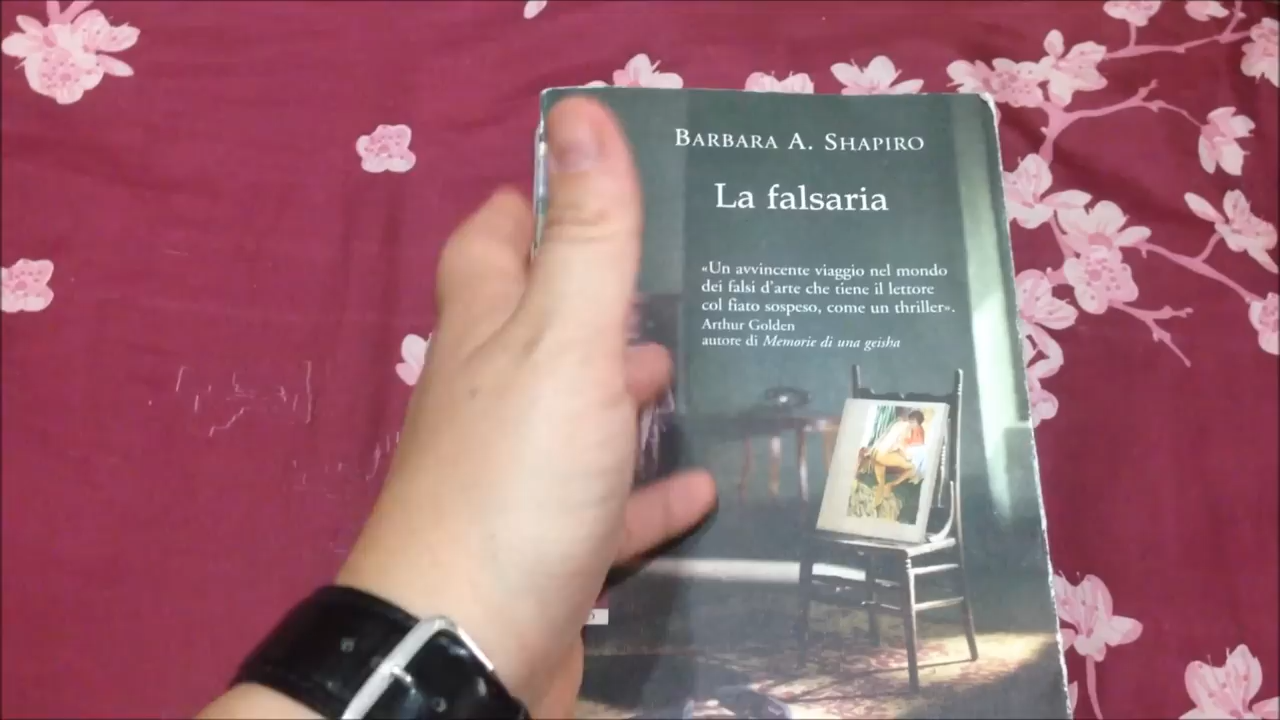 BARBARA A. SHAPIRO
La falsaria
«Un avvincente viaggio nel mondo
dei falsi d'arte che tiene il lettore
col fiato sospeso, come un thriller».
Arthur Golden
autore di Memorie di una geisha